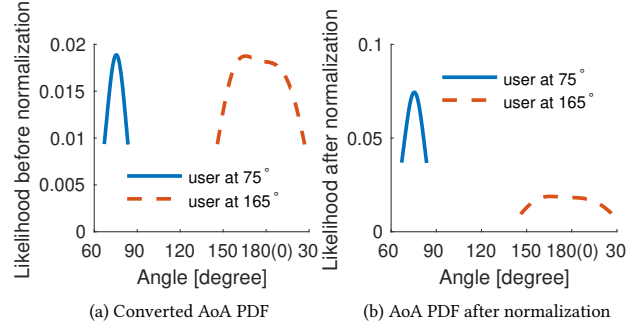 Likelihood before normalization
0.02
0.015
0.01
0.005
0
user at 75°
user at 165°
60 90 120 150 180(0) 30
Angle [degree]
(a) Converted AoA PDF
Likelihood after normalization
0.1
0.05
0
user at 75°
user at 165°
60 90 120 150 180(0) 30
Angle [degree]
(b) AoA PDF after normalization